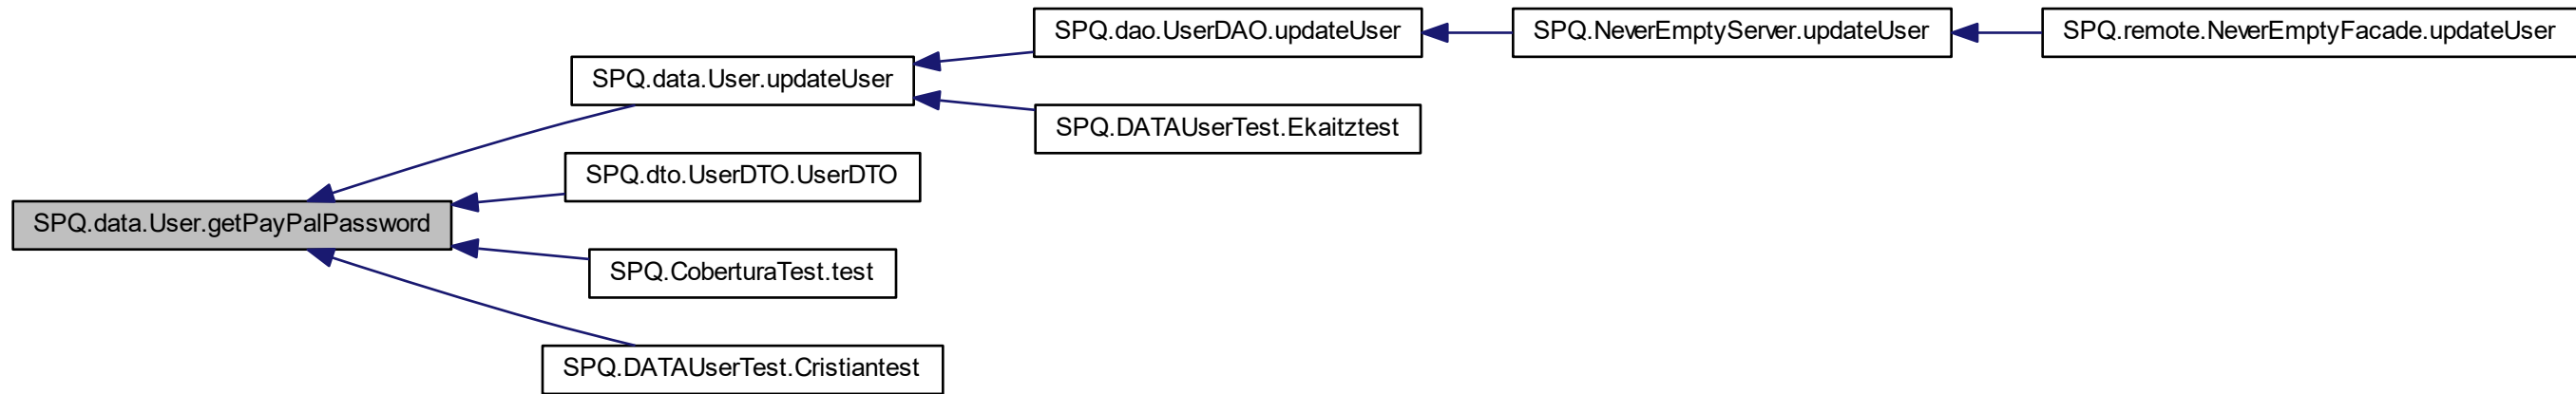 SPQ.dao.UserDAO.updateUser
SPQ.NeverEmptyServer.updateUser
SPQ.remote.NeverEmptyFacade.updateUser
SPQ.data.User.updateUser
SPQ.DATAUserTest.Ekaitztest
SPQ.dto.UserDTO.UserDTO
SPQ.data.User.getPayPalPassword
SPQ.CoberturaTest.test
SPQ.DATAUserTest.Cristiantest